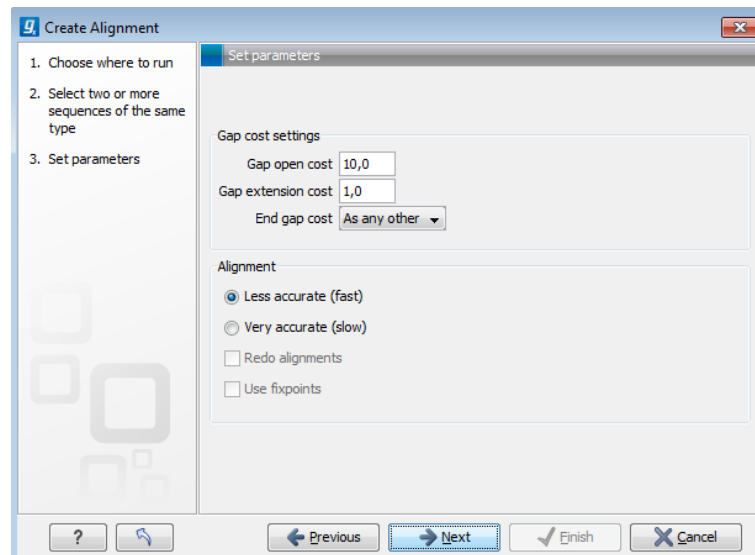 Create Alignment
1. Choose where to run
2. Select two or more
sequences of the same
type
3. Set parameters
Set parameters
Gap cost settings
Gap open cost 10,0
Gap extension cost 1,0
End gap cost As any other
Alignment
Less accurate (fast)
Very accurate (slow)
Redo alignments
Use fixpoints
? Previous Next Finish Cancel